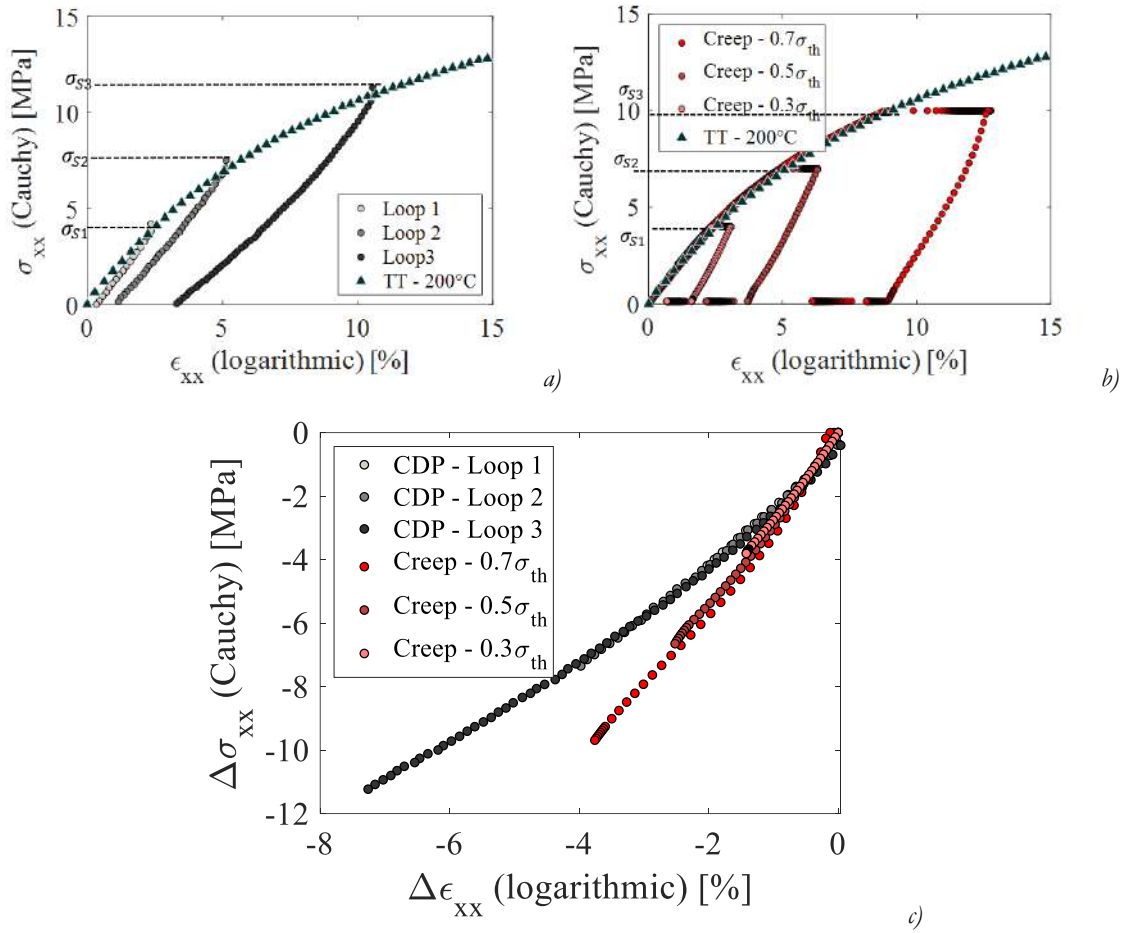 15
10
5
0
σxx (Cauchy) [MPa]
σS3
σS2
σS1
Loop 1
Loop 2
Loop3
TT - 200°C
0 5 10 15
ϵxx (logarithmic) [%]
a)
15
10
5
0
σxx (Cauchy) [MPa]
Creep - 0.7σth
Creep - 0.5σth
Creep - 0.3σth
TT - 200°C
σS3
σS2
σS1
0 5 10 15
ϵxx (logarithmic) [%]
b)
0
-2
-4
-6
-8
-10
-12
Δσxx (Cauchy) [MPa]
CDP - Loop 1
CDP - Loop 2
CDP - Loop 3
Creep - 0.7σth
Creep - 0.5σth
Creep - 0.3σth
-8 -6 -4 -2 0
Δϵxx (logarithmic) [%]
c)